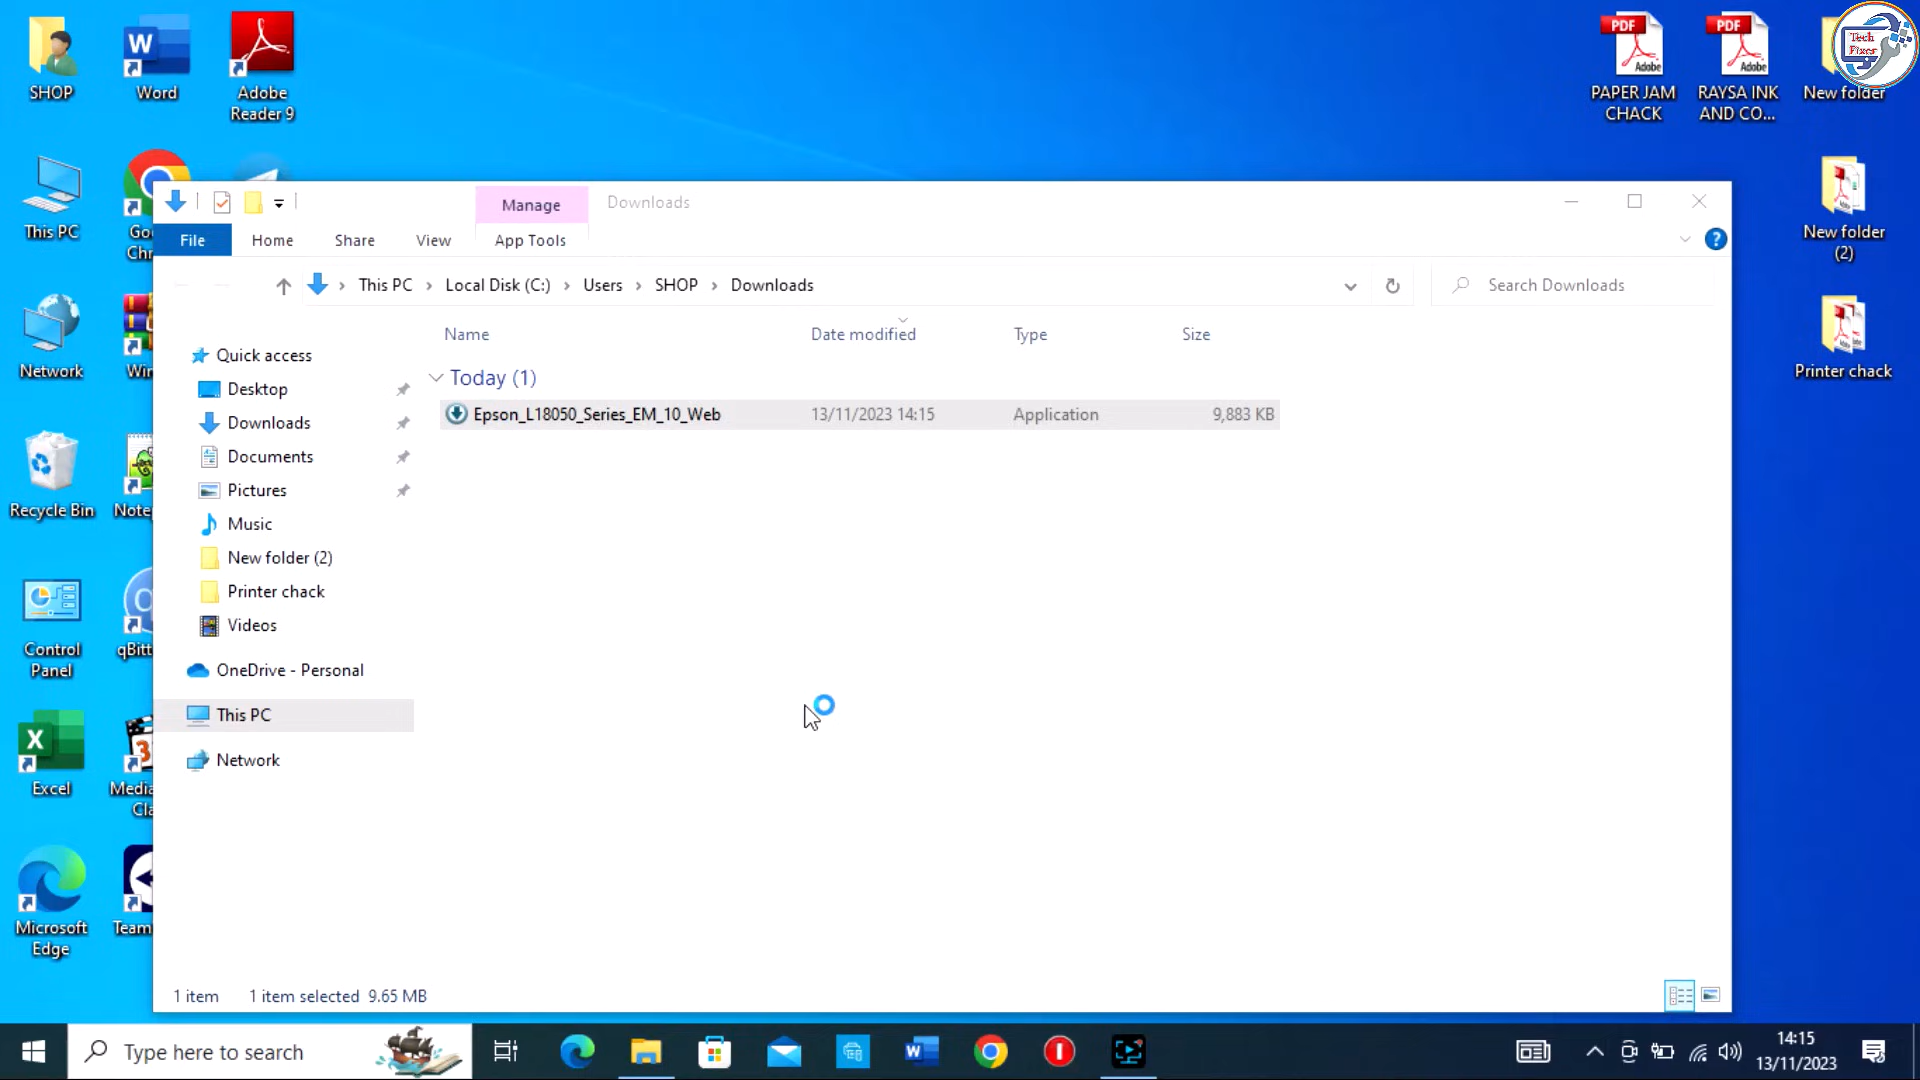 SHOP
Word
Adobe
Reader 9
This PC
Network
Recycle Bin
Control
Panel
Excel
Microsoft
Edge
PDF
Adobe
PAPER JAM
CHACK
PDF
Adobe
RAYSA INK
AND CO...
Tech
Fixer
New folder
New folder
(2)
Printer chack
Manage
Downloads
File
Home
Share
View
App Tools
This PC
Local Disk (C:)
Users
SHOP
Downloads
Search Downloads
Name
Date modified
Type
Size
Quick access
Desktop
Downloads
Documents
Pictures
Music
New folder (2)
Printer chack
Videos
OneDrive - Personal
This PC
Network
Today (1)
Epson_L18050_Series_EM_10_Web
13/11/2023 14:15
Application
9,883 KB
1 item
1 item selected
9.65 MB
Type here to search
14:15
13/11/2023